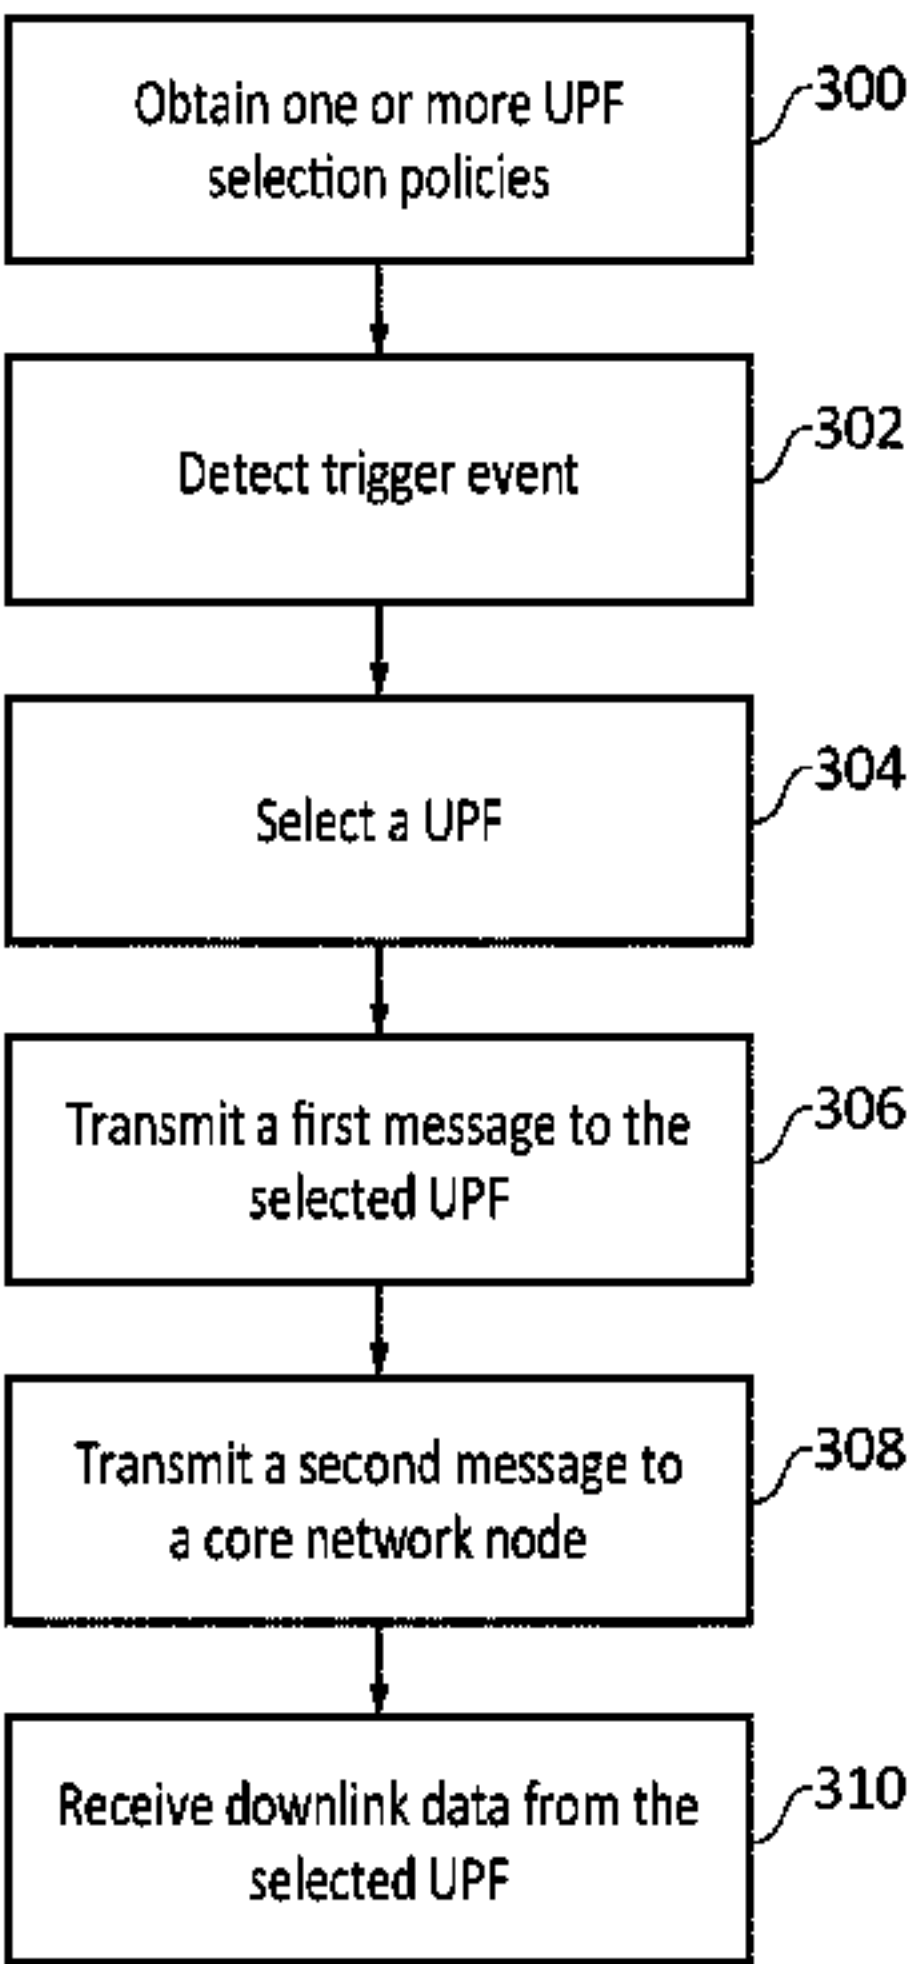 Obtain one or more UPF
selection policies
300
Detect trigger event
302
Select a UPF
304
Transmit a first message to the
selected UPF
306
Transmit a second message to
a core network node
308
Receive downlink data from the
selected UPF
310